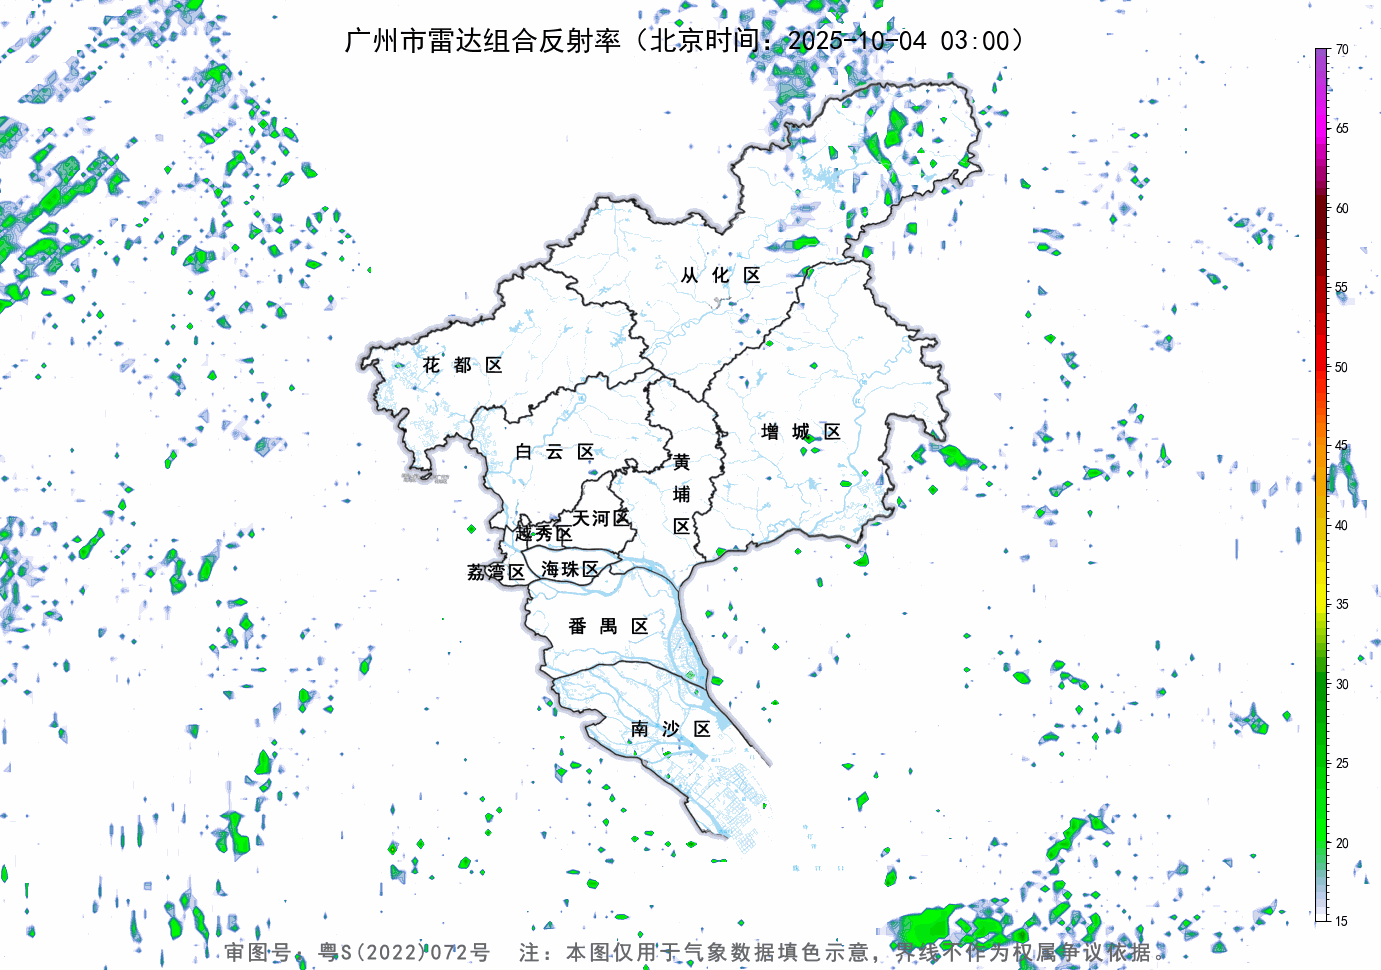 广州市雷达组合反射率（北京时间：2025-10-04 03:00）
70
65
60
55
50
45
40
35
30
25
20
15
从化区
花都区
增城区
白云区
黄埔区
天河区
越秀区
荔湾区
海珠区
番禺区
南沙区
审图号：粤S(2022)072号 注：本图仅用于气象数据填色示意，界线不作为权属争议依据。